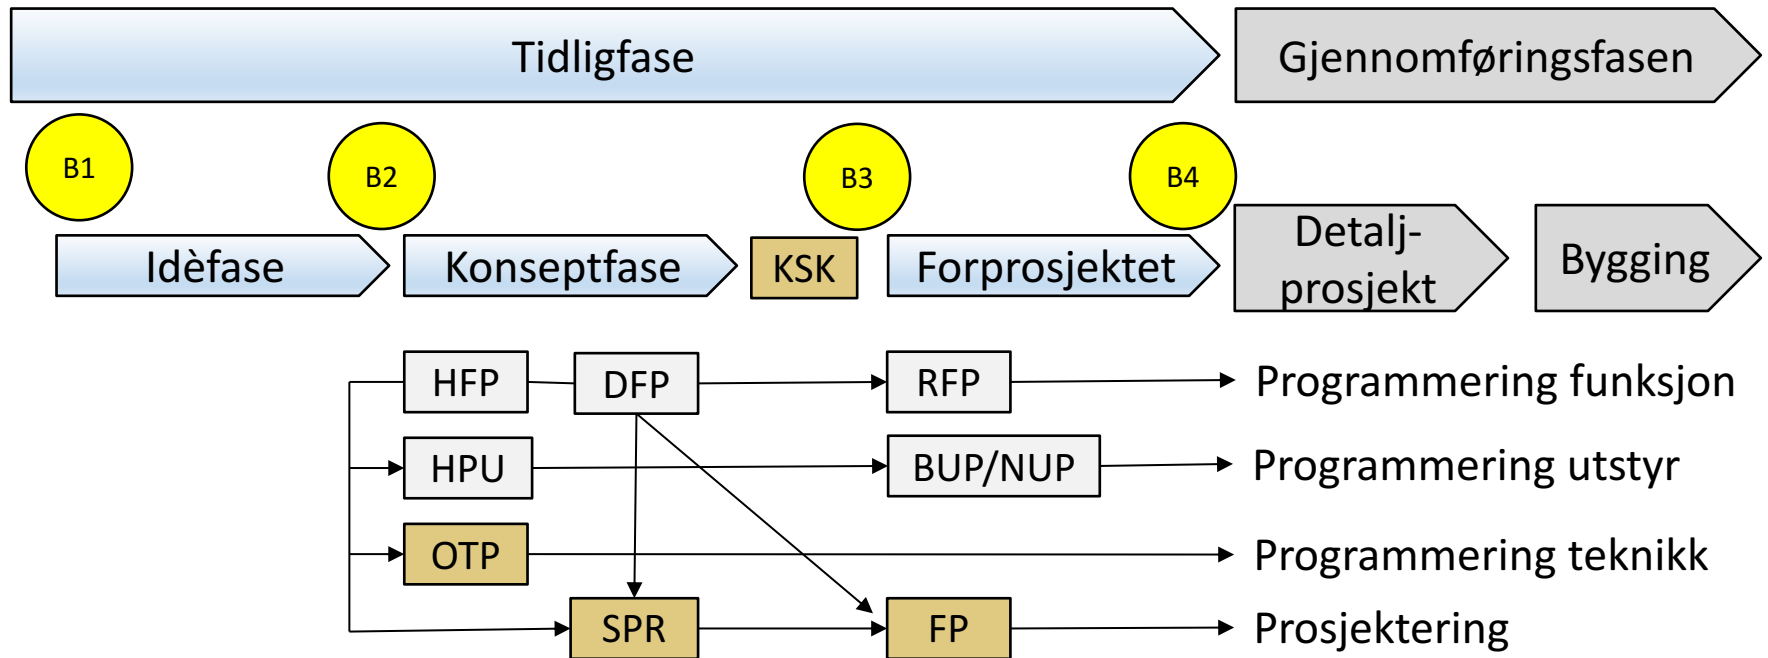 Tidligfase
Gjennomføringsfasen
B1
B2
B3
B4
Idèfase
Konseptfase
KSK
Forprosjektet
Detalj-
prosjekt
Bygging
HFP
DFP
RFP
Programmering funksjon
HPU
BUP/NUP
Programmering utstyr
OTP
Programmering teknikk
SPR
FP
Prosjektering